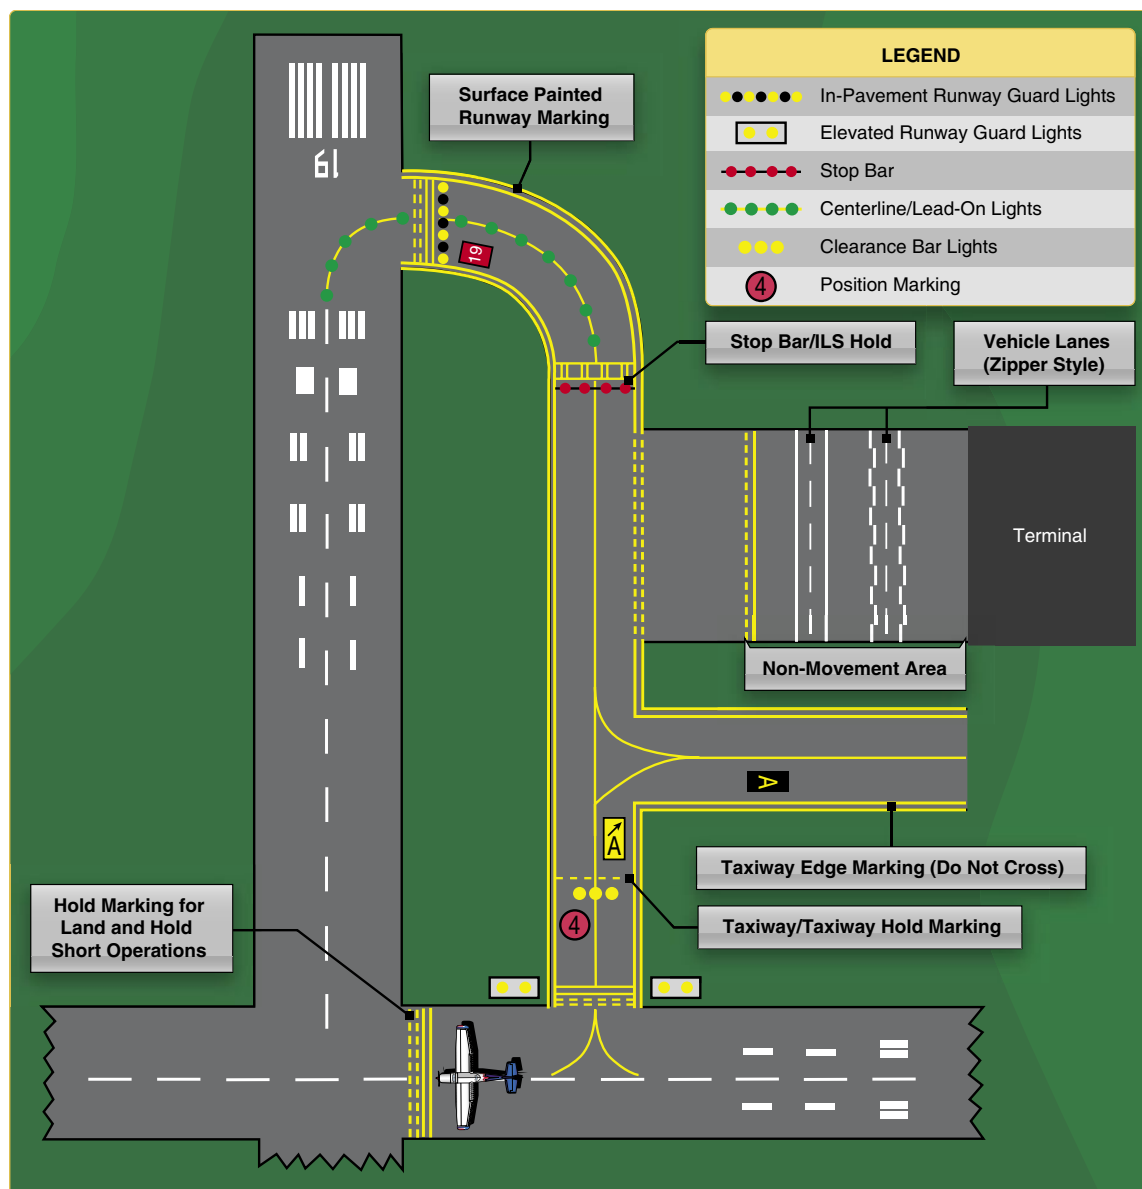 LEGEND
In-Pavement Runway Guard Lights
Elevated Runway Guard Lights
Stop Bar
Centerline/Lead-On Lights
Clearance Bar Lights
4
Position Marking
Surface Painted
Runway Marking
19
19
Stop Bar/ILS Hold
Vehicle Lanes
(Zipper Style)
Terminal
Non-Movement Area
A
A
Taxiway Edge Marking (Do Not Cross)
Hold Marking for
Land and Hold
Short Operations
4
Taxiway/Taxiway Hold Marking